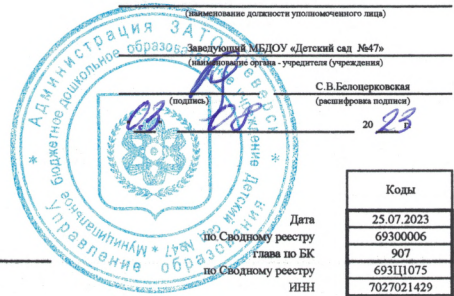 (наименование должности уполномоченного лица)
Заведующий МБДОУ «Детский сад №47»
(наименование органа - учредителя (учреждения)
С.В.Белоцерковская
(подпись) (расшифровка подписи)
03 08 20 23 г.
Администрация ЗАТО Северск
Управление образования
Муниципальное бюджетное дошкольное образовательное учреждение Детский сад №47
Коды
Дата 25.07.2023
по Сводному реестру 69300006
глава по БК 907
по Сводному реестру 693Ц1075
ИНН 7027021429